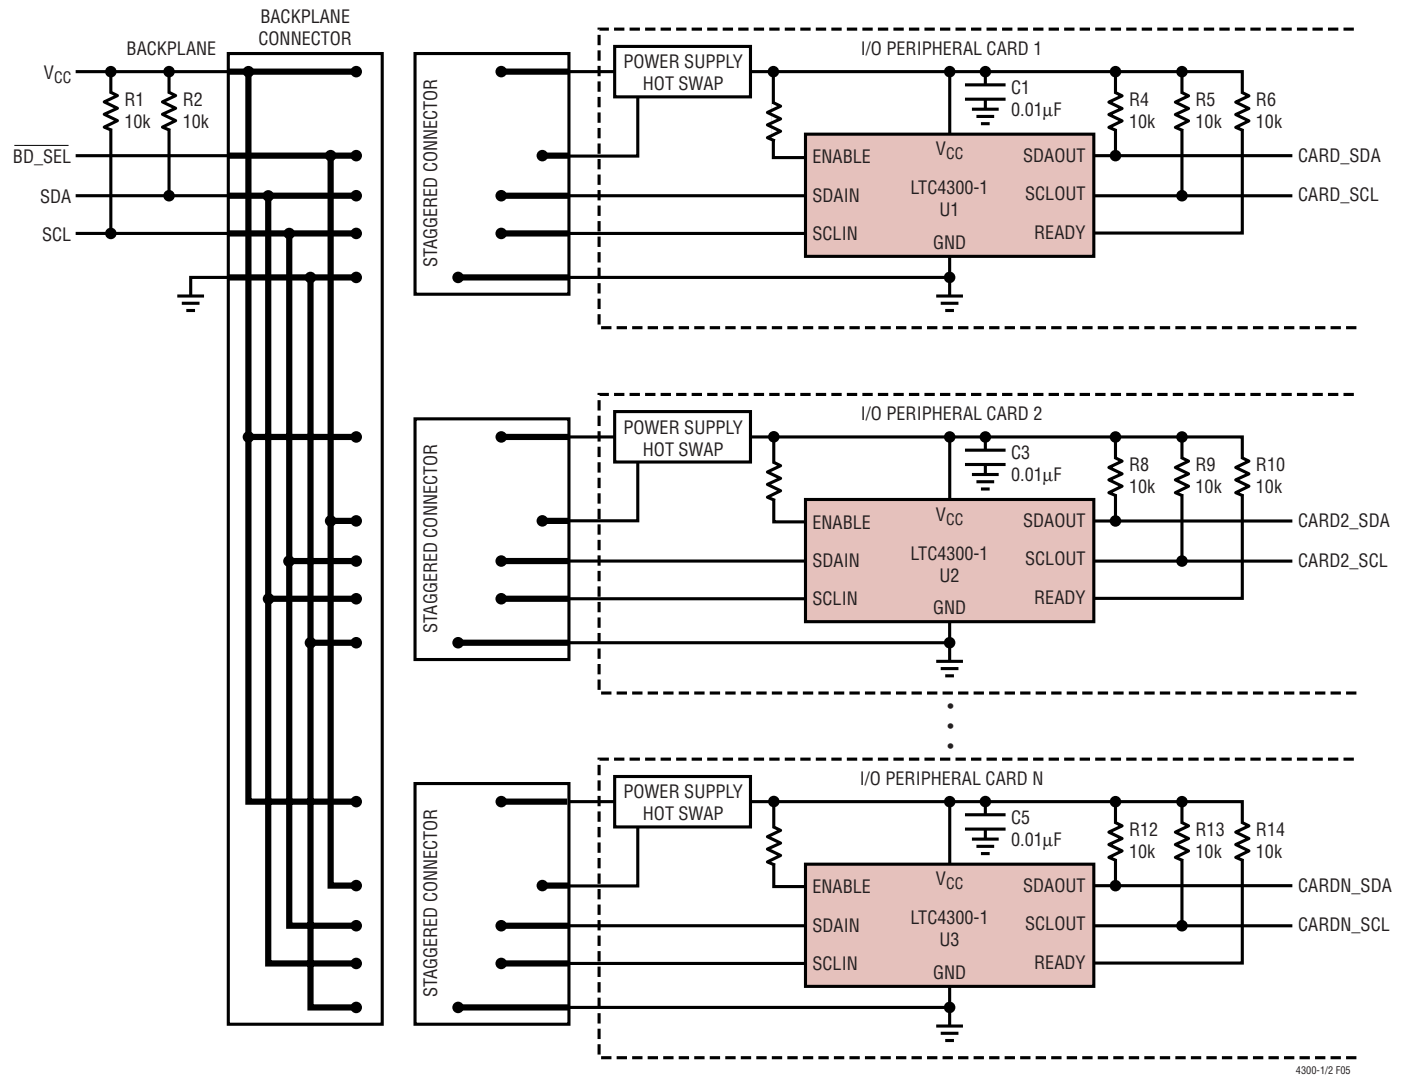 BACKPLANE
CONNECTOR
BACKPLANE
VCC
R1
10k
R2
10k
BD_SEL
SDA
SCL
STAGGERED CONNECTOR
POWER SUPPLY
HOT SWAP
I/O PERIPHERAL CARD 1
C1
0.01μF
R4
10k
R5
10k
R6
10k
ENABLE
VCC
SDAOUT
CARD_SDA
SDAIN
LTC4300-1
U1
SCLOUT
CARD_SCL
SCLIN
GND
READY
STAGGERED CONNECTOR
POWER SUPPLY
HOT SWAP
I/O PERIPHERAL CARD 2
C3
0.01μF
R8
10k
R9
10k
R10
10k
ENABLE
VCC
SDAOUT
CARD2_SDA
SDAIN
LTC4300-1
U2
SCLOUT
CARD2_SCL
SCLIN
GND
READY
STAGGERED CONNECTOR
POWER SUPPLY
HOT SWAP
I/O PERIPHERAL CARD N
C5
0.01μF
R12
10k
R13
10k
R14
10k
ENABLE
VCC
SDAOUT
CARDN_SDA
SDAIN
LTC4300-1
U3
SCLOUT
CARDN_SCL
SCLIN
GND
READY
4300-1/2 F05